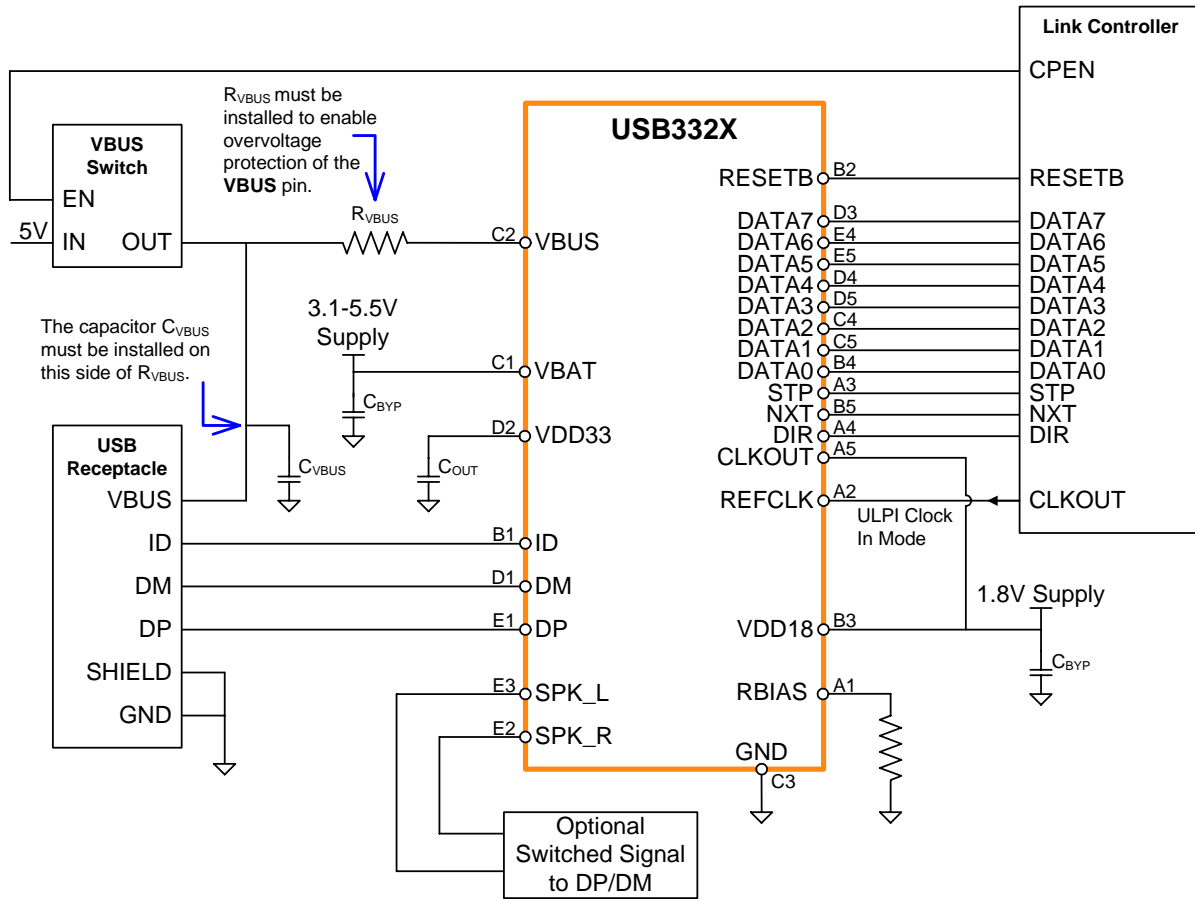 Link Controller
CPEN
RVBUS must be
installed to enable
overvoltage
protection of the
VBUS pin.
VBUS
Switch
EN
5V IN OUT
RVBUS
C2 VBUS
USB332X
RESETB B2 RESETB
DATA7 D3 DATA7
DATA6 E4 DATA6
DATA5 E5 DATA5
DATA4 D4 DATA4
DATA3 D5 DATA3
DATA2 C4 DATA2
DATA1 C5 DATA1
DATA0 B4 DATA0
STP A3 STP
NXT B5 NXT
DIR A4 DIR
CLKOUT A5
REFCLK A2 CLKOUT
ULPI Clock
In Mode
3.1-5.5V
Supply
C1 VBAT
CBYP
The capacitor CVBUS
must be installed on
this side of RVBUS.
D2 VDD33
CVBUS
COUT
USB
Receptacle
VBUS
ID B1 ID
DM D1 DM
DP E1 DP
SHIELD
GND
1.8V Supply
VDD18 B3
CBYP
RBIAS A1
E3 SPK_L
E2 SPK_R
GND
C3
Optional
Switched Signal
to DP/DM